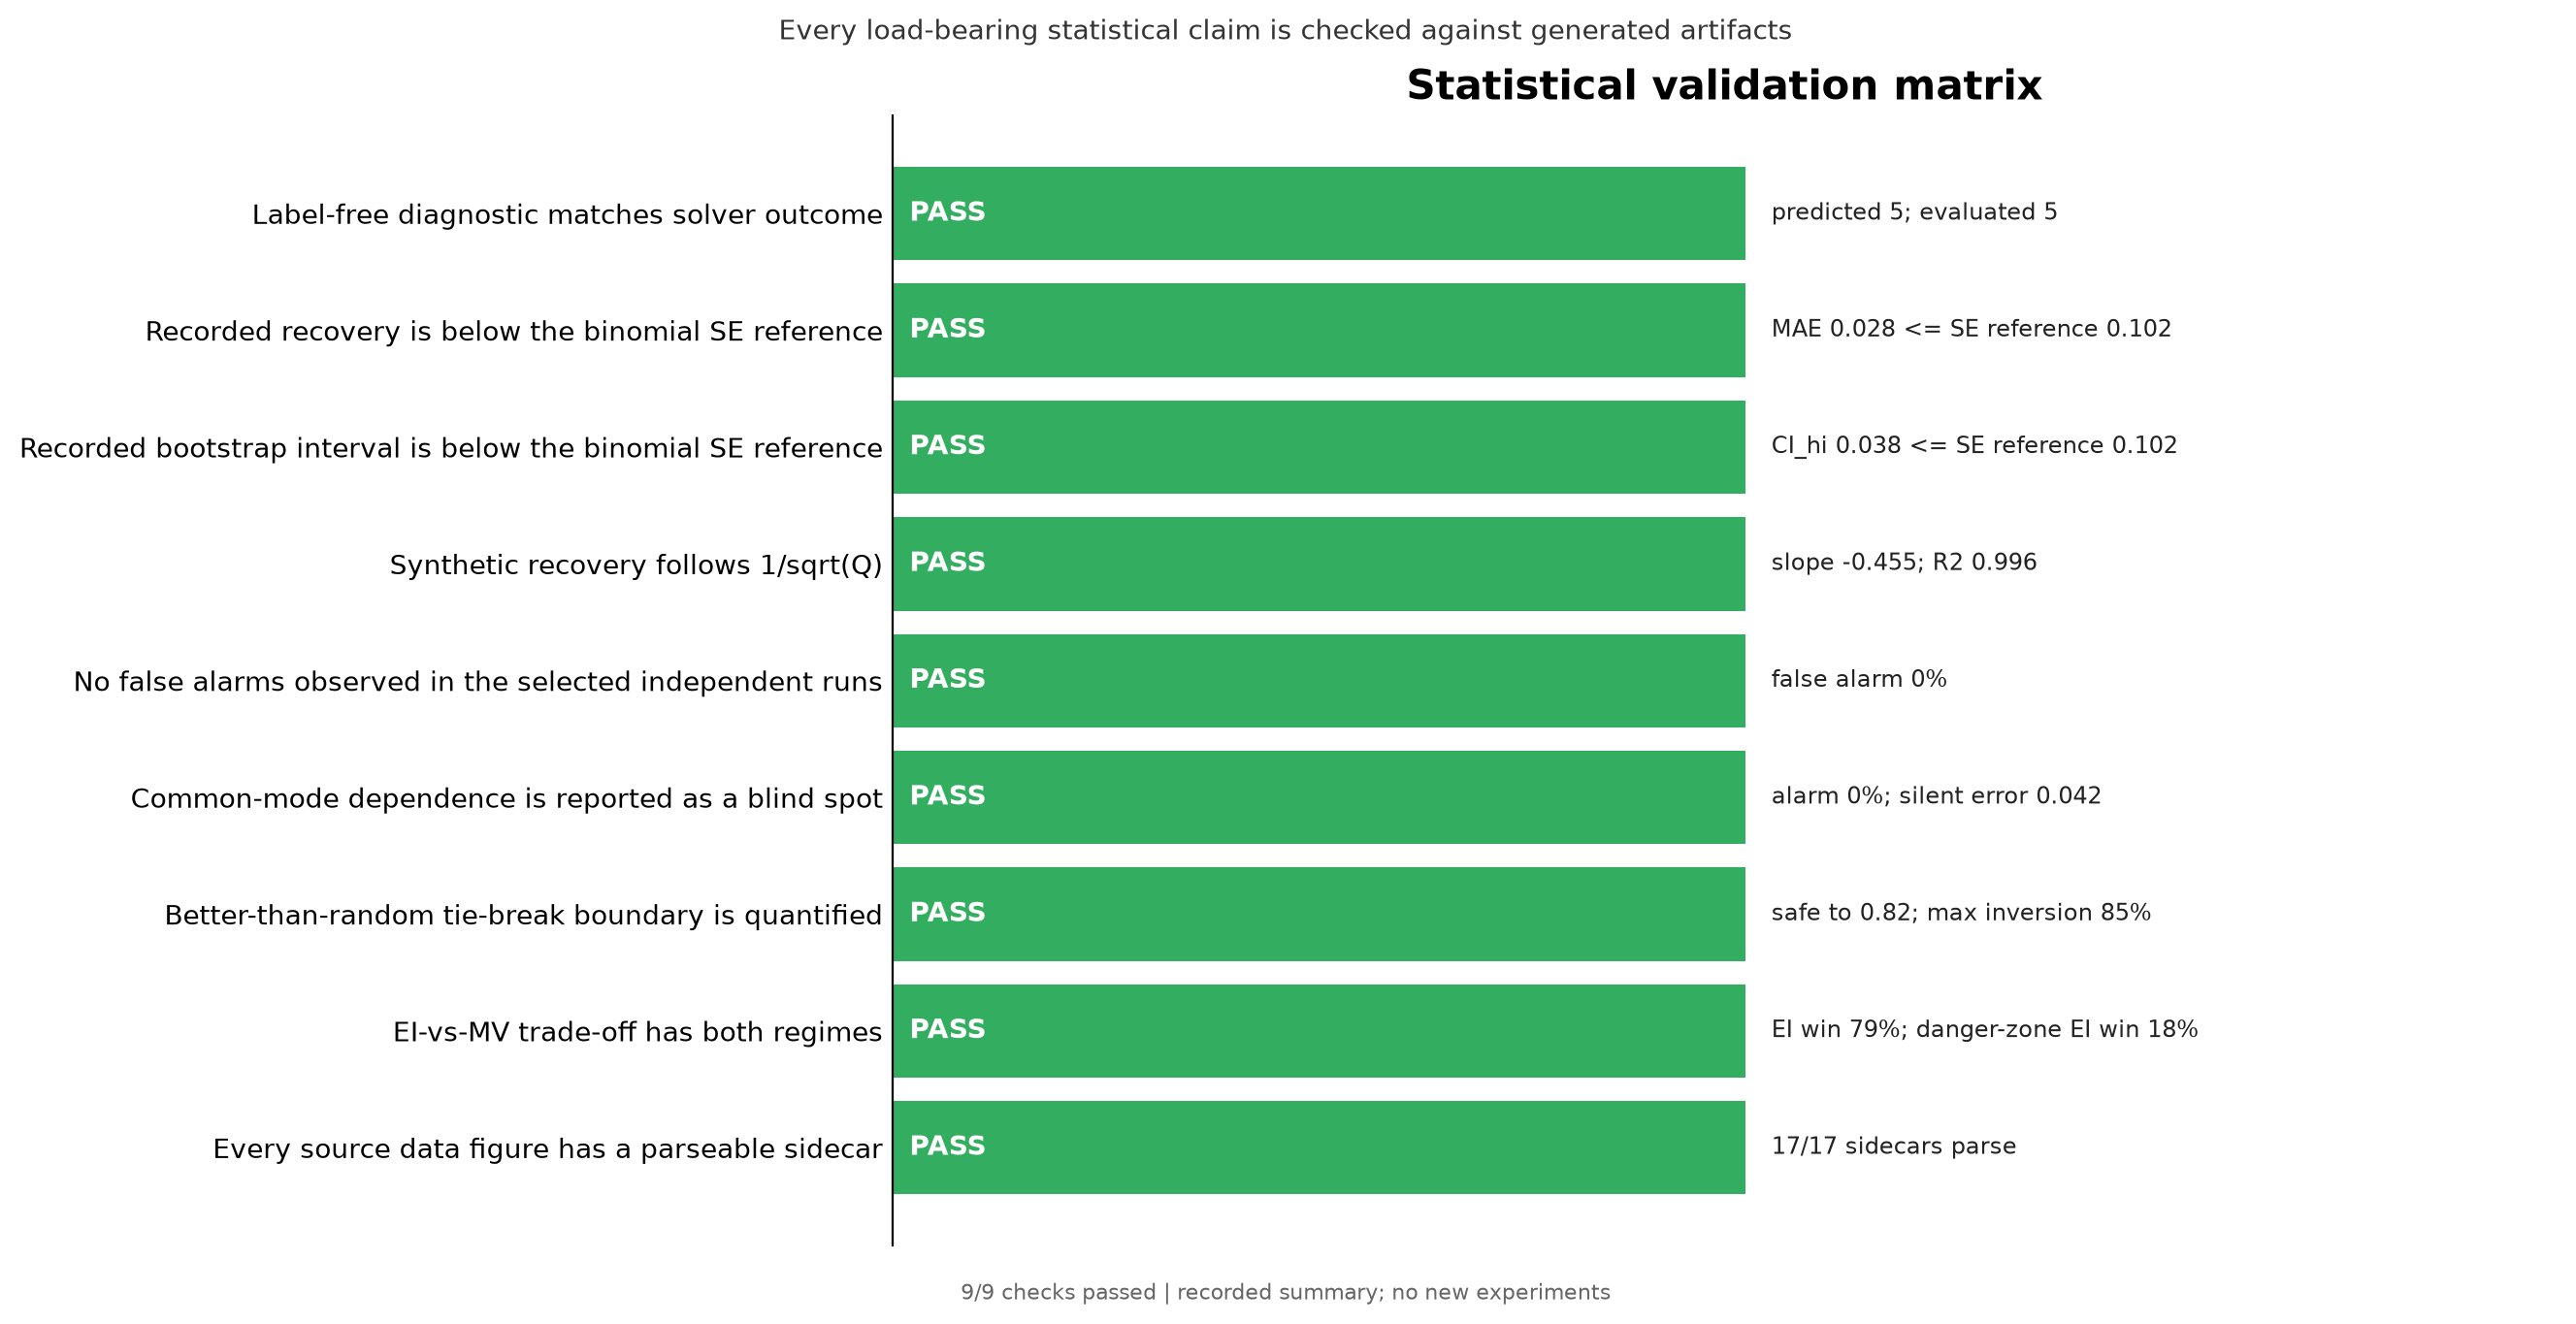 Every load-bearing statistical claim is checked against generated artifacts
Statistical validation matrix
Label-free diagnostic matches solver outcome PASS predicted 5; evaluated 5
Recorded recovery is below the binomial SE reference PASS MAE 0.028 <= SE reference 0.102
Recorded bootstrap interval is below the binomial SE reference PASS CI_hi 0.038 <= SE reference 0.102
Synthetic recovery follows 1/sqrt(Q) PASS slope -0.455; R2 0.996
No false alarms observed in the selected independent runs PASS false alarm 0%
Common-mode dependence is reported as a blind spot PASS alarm 0%; silent error 0.042
Better-than-random tie-break boundary is quantified PASS safe to 0.82; max inversion 85%
EI-vs-MV trade-off has both regimes PASS EI win 79%; danger-zone EI win 18%
Every source data figure has a parseable sidecar PASS 17/17 sidecars parse
9/9 checks passed | recorded summary; no new experiments